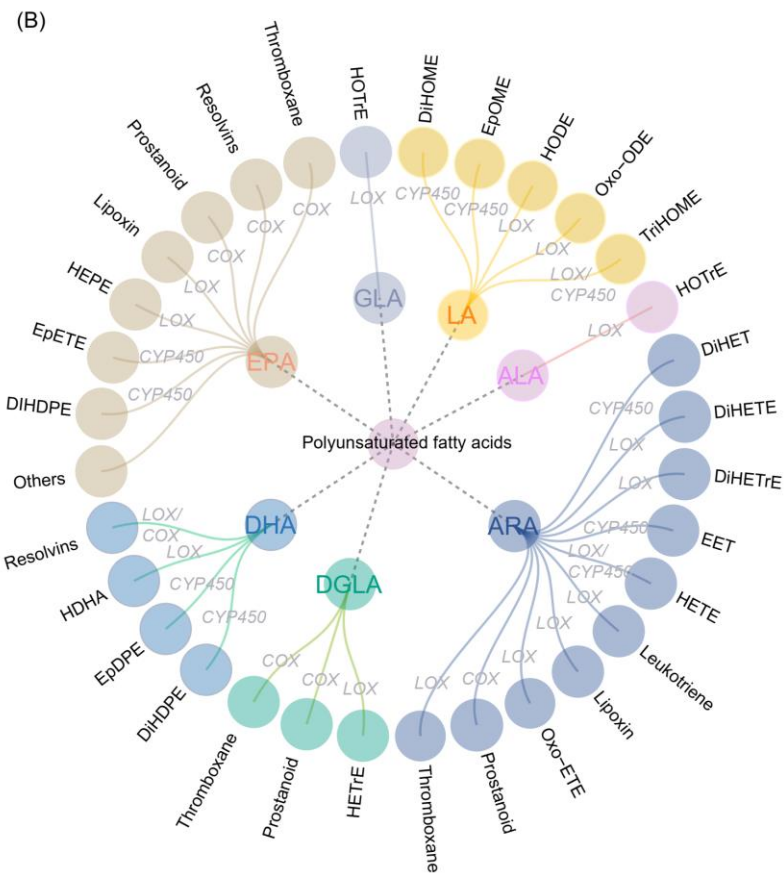 (B)
Thromboxane
HOTrE
DiHOME
EpOME
HODE
Oxo-ODE
TriHOME
HOTrE
DiHET
DiHETE
DiHETrE
EET
HETE
Leukotriene
Lipoxin
Oxo-ETE
Prostanoid
Thromboxane
HETrE
Prostanoid
Thromboxane
DiHDPE
EpDPE
HDHA
Resolvins
Others
DIHDPE
EpETE
HEPE
Lipoxin
Prostanoid
Resolvins
COX
COX
COX
LOX
LOX
CYP450
CYP450
EPA
LOX
GLA
CYP450
CYP450
LOX
LOX
LOX/
CYP450
LA
LOX
ALA
Polyunsaturated fatty acids
CYP450
LOX
LOX
CYP450
LOX/
CYP450
LOX
LOX
LOX
COX
LOX
ARA
LOX
COX
COX
DGLA
CYP450
CYP450
LOX
LOX/
COX
DHA